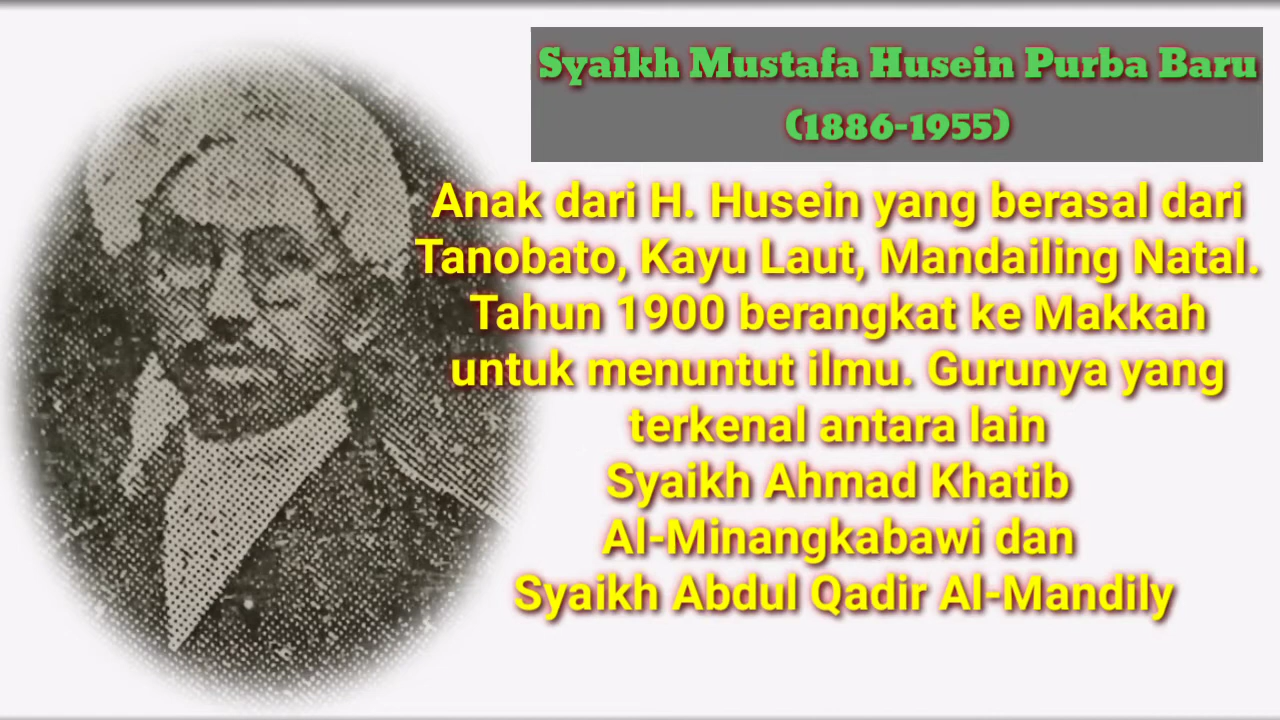 Syaikh Mustafa Husein Purba Baru
(1886-1955)
Anak dari H. Husein yang berasal dari
Tanobato, Kayu Laut, Mandailing Natal.
Tahun 1900 berangkat ke Makkah
untuk menuntut ilmu. Gurunya yang
terkenal antara lain
Syaikh Ahmad Khatib
Al-Minangkabawi dan
Syaikh Abdul Qadir Al-Mandily